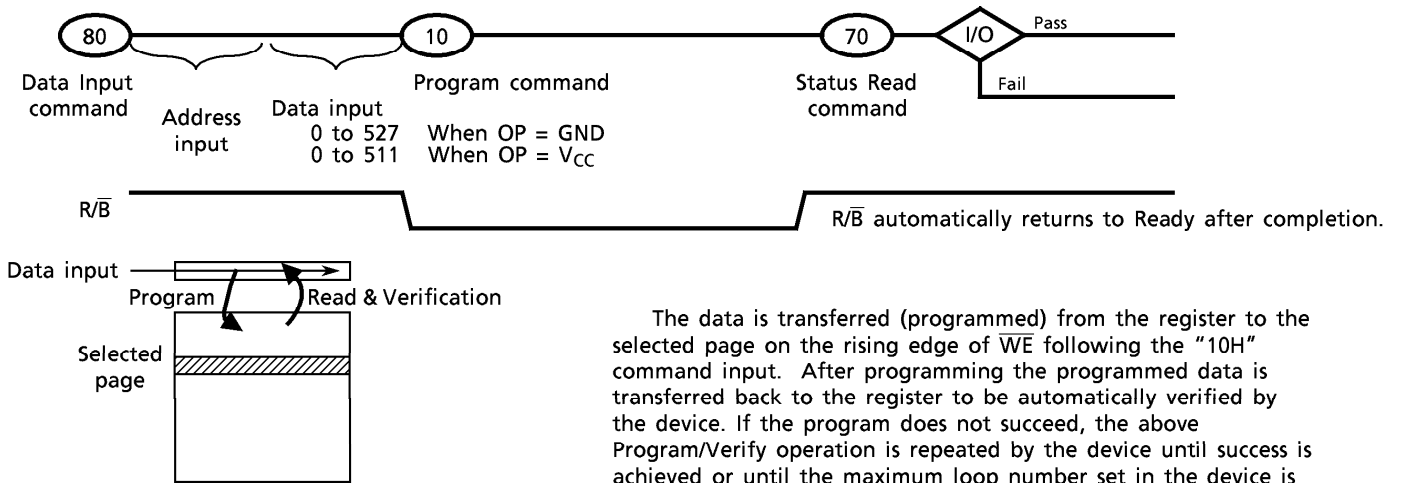 80
10
70
I/O
Pass
Fail
Data Input
command
Address
input
Data input
0 to 527 When OP = GND
0 to 511 When OP = VCC
Program command
Status Read
command
R/B̅
R/B̅ automatically returns to Ready after completion.
Data input
Program
Read & Verification
Selected
page
The data is transferred (programmed) from the register to the
selected page on the rising edge of W̅E̅ following the “10H”
command input. After programming the programmed data is
transferred back to the register to be automatically verified by
the device. If the program does not succeed, the above
Program/Verify operation is repeated by the device until success is
achieved or until the maximum loop number set in the device is